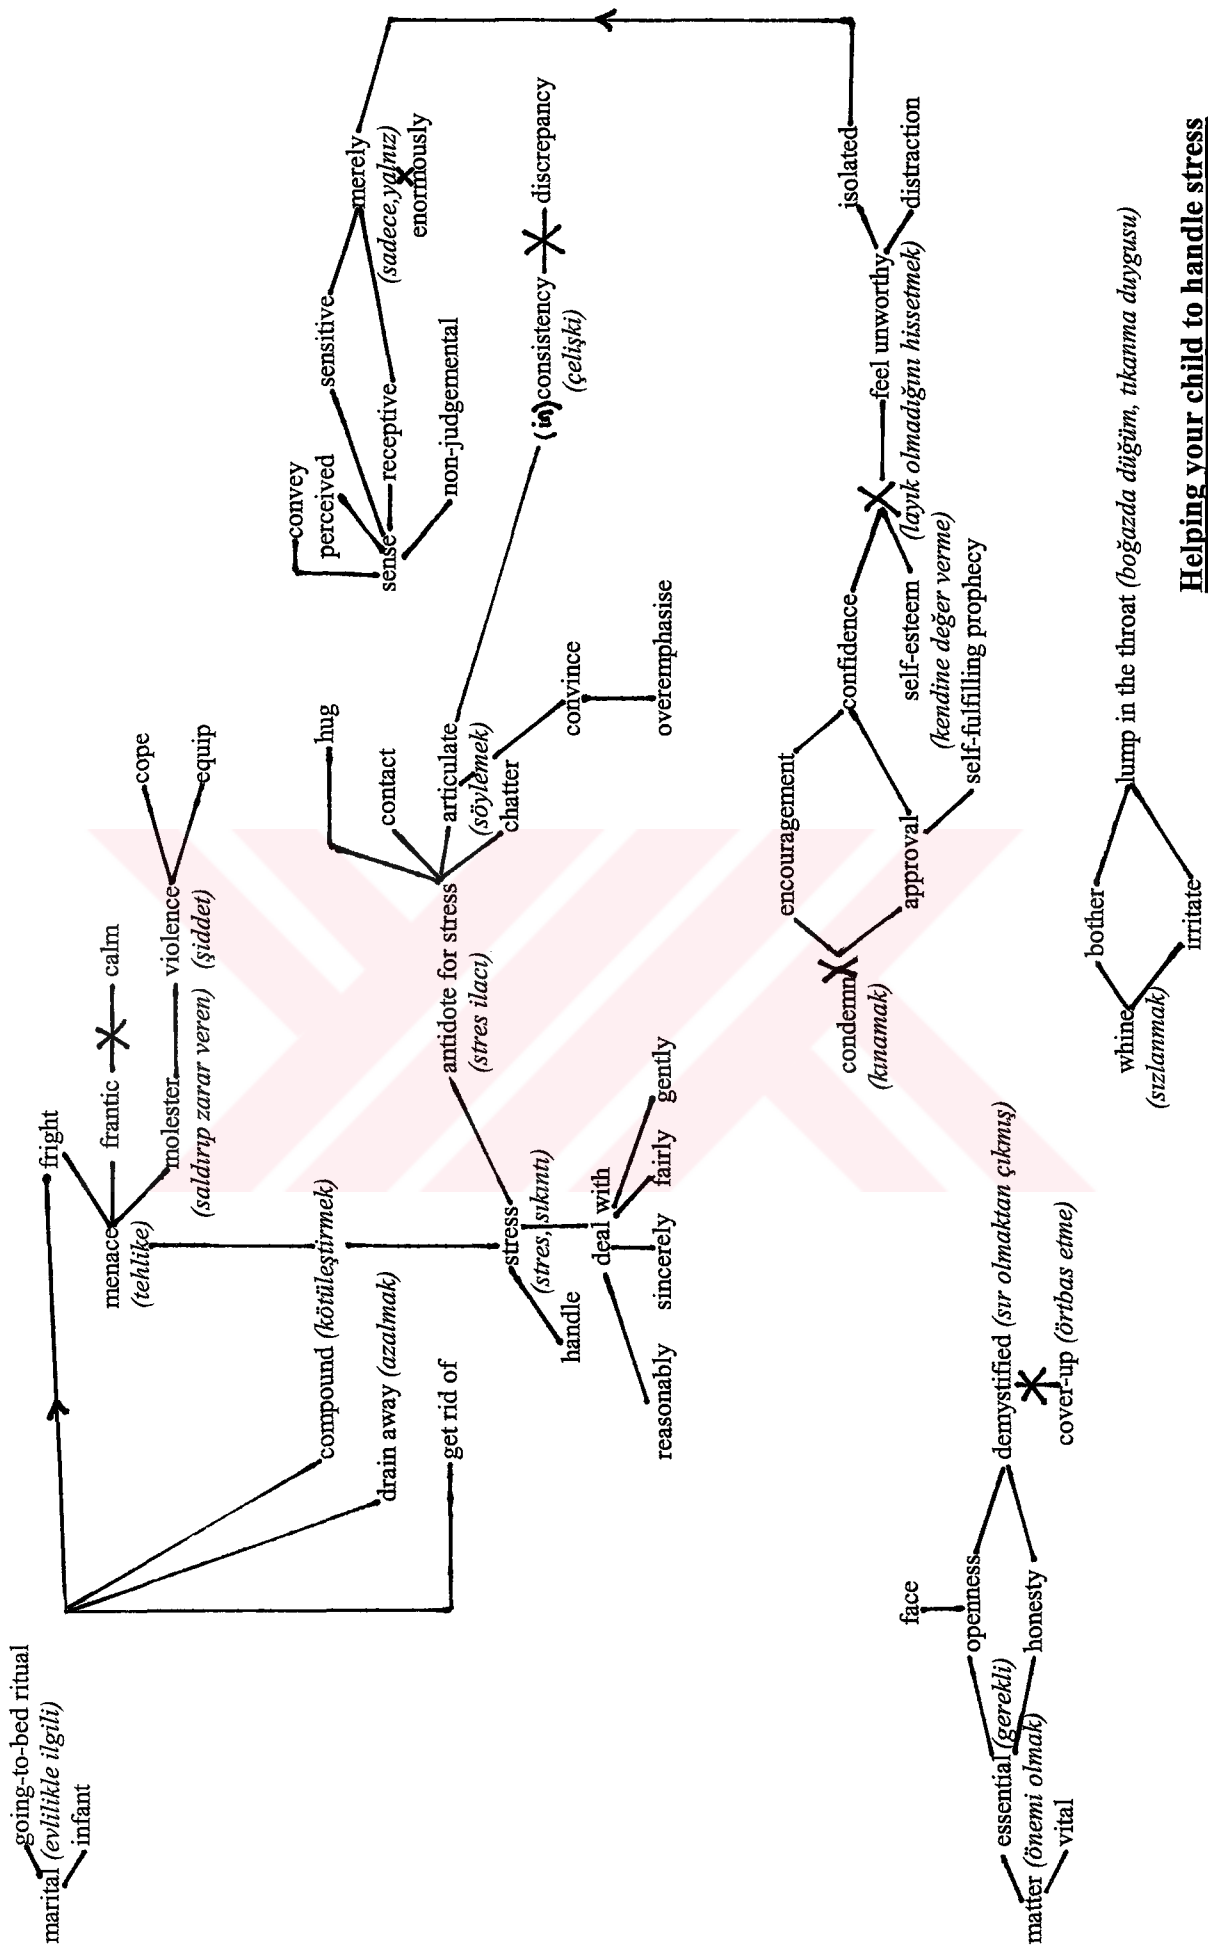 going-to-bed ritual
marital (evlilikle ilgili) fright
infant
menace frantic calm
(tehlike) cope
molester violence
(saldırıp zarar veren) (şiddet) equip
convey
compound (kötüleştirmek) hug perceived sensitive
merely
drain away (azalmak) contact sense receptive (sadece,yalnız)
enormously
get rid of antidote for stress articulate non-judgemental
(stres ilacı) (söylemek)
stress chatter
(stres, sıkıntı) (in)consistency discrepancy
handle convince (çelişki)
deal with
reasonably sincerely fairly gently overemphasise
encouragement
condemn confidence isolated
(kınamak) feel unworthy
face approval self-esteem (layık olmadığını hissetmek) distraction
(kendine değer verme)
openness self-fulfilling prophecy
essential (gerekli) demystified (sır olmaktan çıkmış)
matter (önemi olmak) honesty
vital cover-up (örtbas etme)
bother
whine lump in the throat (boğazda düğüm, tıkanma duygusu)
(sızlanmak)
irritate
Helping your child to handle stress